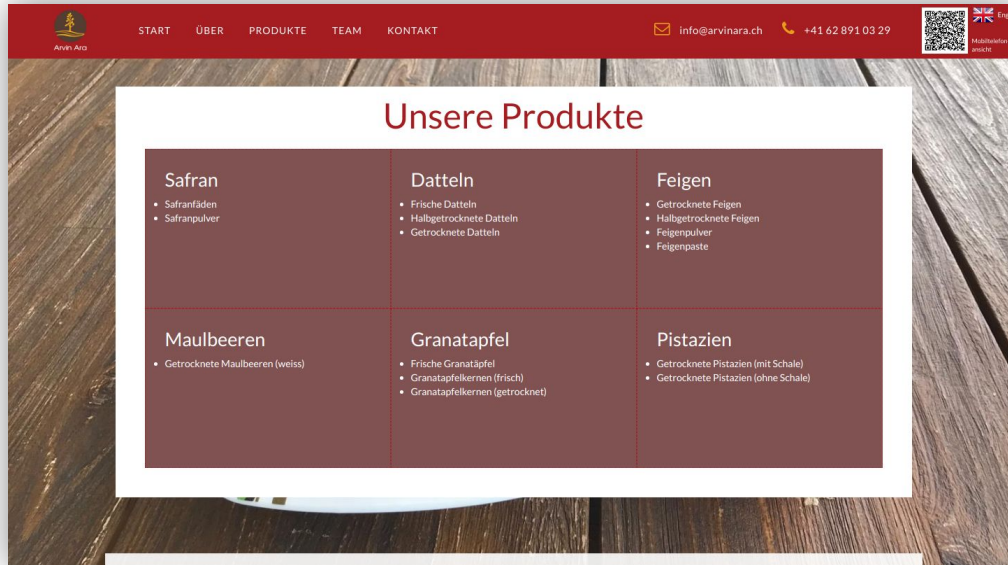 Arvin Ara
START ÜBER PRODUKTE TEAM KONTAKT
info@arvinara.ch +41 62 891 03 29
Mobiltelefon
ansicht
Unsere Produkte
Safran
Safranfäden
Safranpulver
Datteln
Frische Datteln
Halbgetrocknete Datteln
Getrocknete Datteln
Feigen
Getrocknete Feigen
Halbgetrocknete Feigen
Feigenpulver
Feigenpaste
Maulbeeren
Getrocknete Maulbeeren (weiss)
Granatapfel
Frische Granatäpfel
Granatapfelkernen (frisch)
Granatapfelkernen (getrocknet)
Pistazien
Getrocknete Pistazien (mit Schale)
Getrocknete Pistazien (ohne Schale)